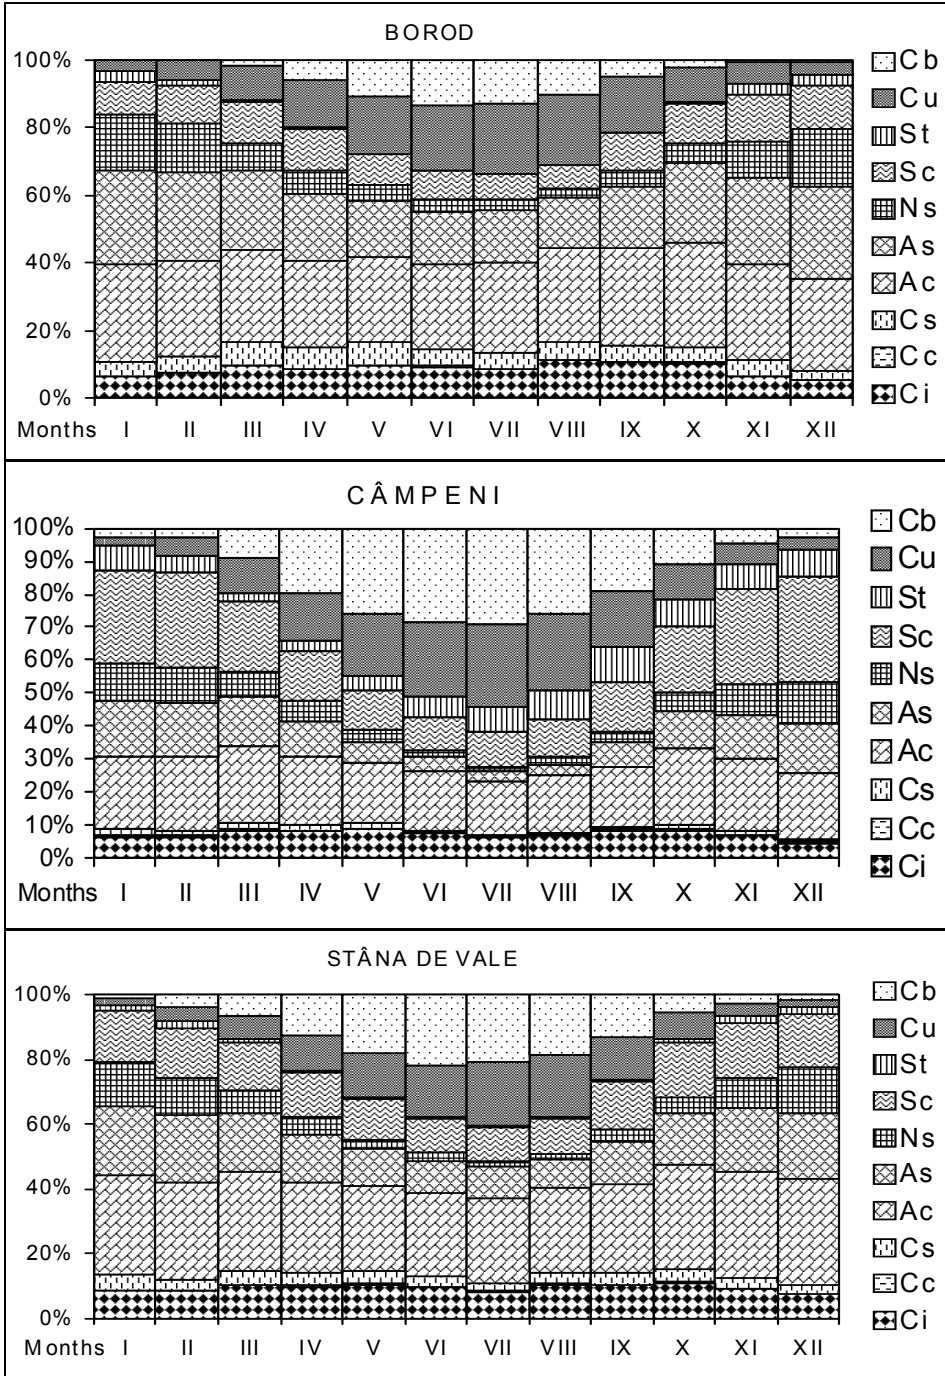 BOROD
100%
80%
60%
40%
20%
0%
Months I II III IV V VI VII VIII IX X XI XII
Cb
Cu
St
Sc
Ns
As
Ac
Cs
Cc
Ci
CÂMPENI
100%
90%
80%
70%
60%
50%
40%
30%
20%
10%
0%
Months I II III IV V VI VII VIII IX X XI XII
Cb
Cu
St
Sc
Ns
As
Ac
Cs
Cc
Ci
STÂNA DE VALE
100%
80%
60%
40%
20%
0%
Months I II III IV V VI VII VIII IX X XI XII
Cb
Cu
St
Sc
Ns
As
Ac
Cs
Cc
Ci